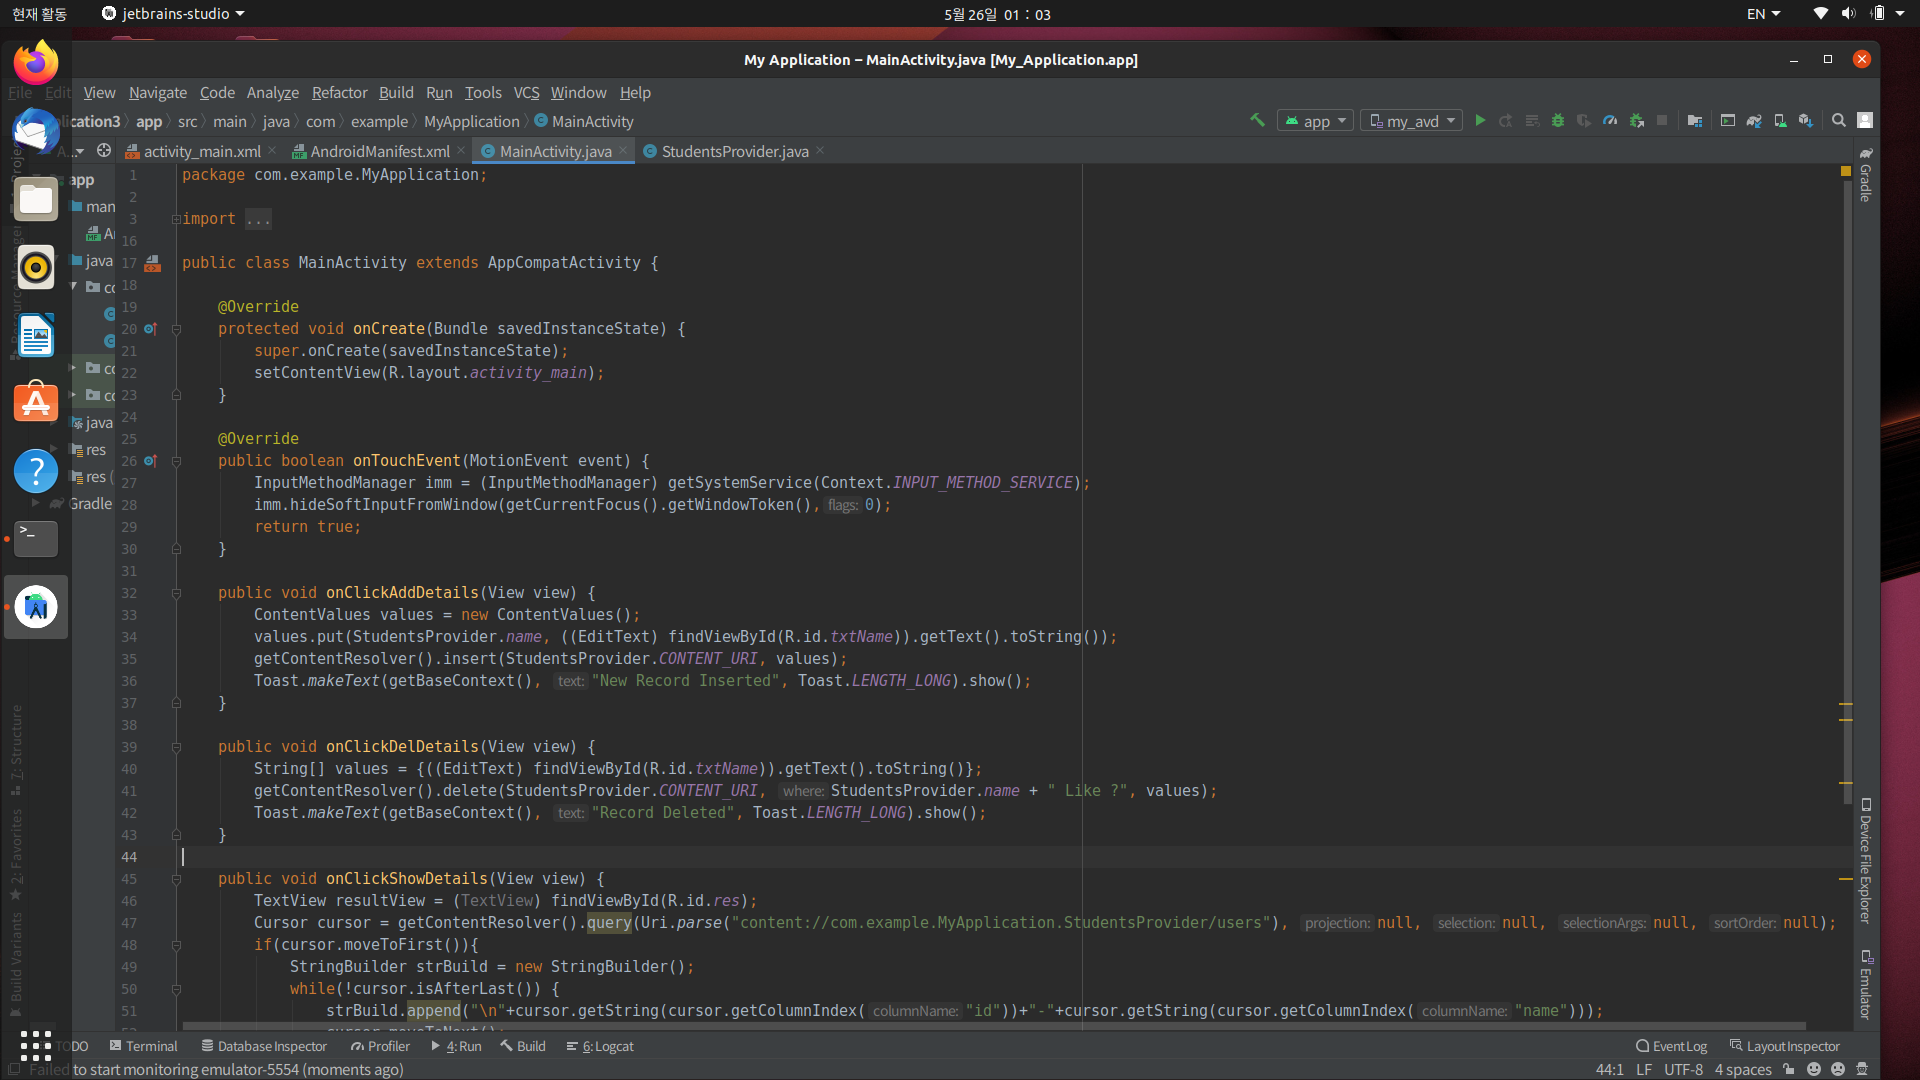 현재 활동
jetbrains-studio
5월 26일 01 : 03
EN
My Application – MainActivity.java [My_Application.app]
File Edit View Navigate Code Analyze Refactor Build Run Tools VCS Window Help
lication3 app src main java com example MyApplication MainActivity
app
my_avd
A...
activity_main.xml
AndroidManifest.xml
MainActivity.java
StudentsProvider.java
app
man
A
java
co
co
co
java
res
res (
Gradle
7: Structure
2: Favorites
Build Variants
1 package com.example.MyApplication;
2
3 import ...
16
17 public class MainActivity extends AppCompatActivity {
18
19 @Override
20 protected void onCreate(Bundle savedInstanceState) {
21 super.onCreate(savedInstanceState);
22 setContentView(R.layout.activity_main);
23 }
24
25 @Override
26 public boolean onTouchEvent(MotionEvent event) {
27 InputMethodManager imm = (InputMethodManager) getSystemService(Context.INPUT_METHOD_SERVICE);
28 imm.hideSoftInputFromWindow(getCurrentFocus().getWindowToken(), flags: 0);
29 return true;
30 }
31
32 public void onClickAddDetails(View view) {
33 ContentValues values = new ContentValues();
34 values.put(StudentsProvider.name, ((EditText) findViewById(R.id.txtName)).getText().toString());
35 getContentResolver().insert(StudentsProvider.CONTENT_URI, values);
36 Toast.makeText(getBaseContext(), text: "New Record Inserted", Toast.LENGTH_LONG).show();
37 }
38
39 public void onClickDelDetails(View view) {
40 String[] values = {((EditText) findViewById(R.id.txtName)).getText().toString()};
41 getContentResolver().delete(StudentsProvider.CONTENT_URI, where: StudentsProvider.name + " Like ?", values);
42 Toast.makeText(getBaseContext(), text: "Record Deleted", Toast.LENGTH_LONG).show();
43 }
44
45 public void onClickShowDetails(View view) {
46 TextView resultView = (TextView) findViewById(R.id.res);
47 Cursor cursor = getContentResolver().query(Uri.parse("content://com.example.MyApplication.StudentsProvider/users"), projection: null, selection: null, selectionArgs: null, sortOrder: null);
48 if(cursor.moveToFirst()){
49 StringBuilder strBuild = new StringBuilder();
50 while(!cursor.isAfterLast()) {
51 strBuild.append("\n"+cursor.getString(cursor.getColumnIndex( columnName: "id"))+"-"+cursor.getString(cursor.getColumnIndex( columnName: "name")));
Gradle
Device File Explorer
Emulator
TODO Terminal Database Inspector Profiler 4: Run Build 6: Logcat Event Log Layout Inspector
Failed to start monitoring emulator-5554 (moments ago)
44:1 LF UTF-8 4 spaces